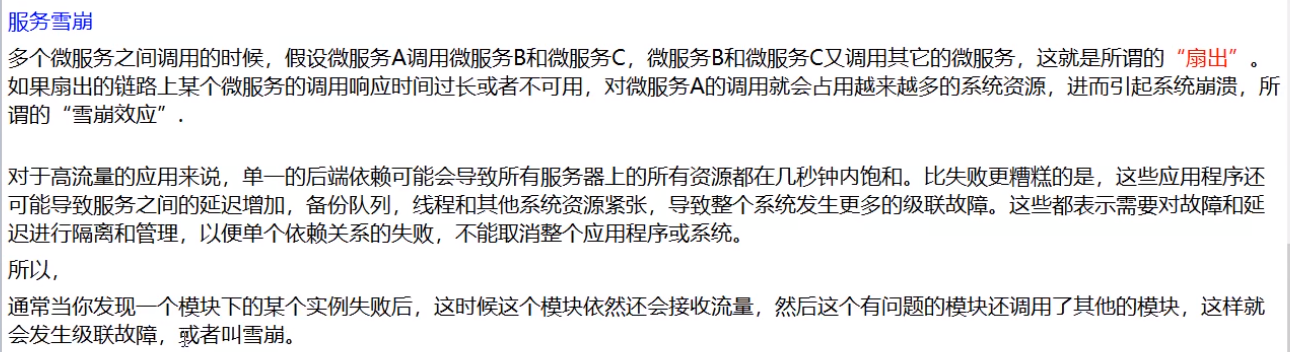 服务雪崩
多个微服务之间调用的时候，假设微服务A调用微服务B和微服务C，微服务B和微服务C又调用其它的微服务，这就是所谓的“扇出”。
如果扇出的链路上某个微服务的调用响应时间过长或者不可用，对微服务A的调用就会占用越来越多的系统资源，进而引起系统崩溃，所
谓的“雪崩效应”.
对于高流量的应用来说，单一的后端依赖可能会导致所有服务器上的所有资源都在几秒钟内饱和。比失败更糟糕的是，这些应用程序还
可能导致服务之间的延迟增加，备份队列，线程和其他系统资源紧张，导致整个系统发生更多的级联故障。这些都表示需要对故障和延
迟进行隔离和管理，以便单个依赖关系的失败，不能取消整个应用程序或系统。
所以，
通常当你发现一个模块下的某个实例失败后，这时候这个模块依然还会接收流量，然后这个有问题的模块还调用了其他的模块，这样就
会发生级联故障，或者叫雪崩。